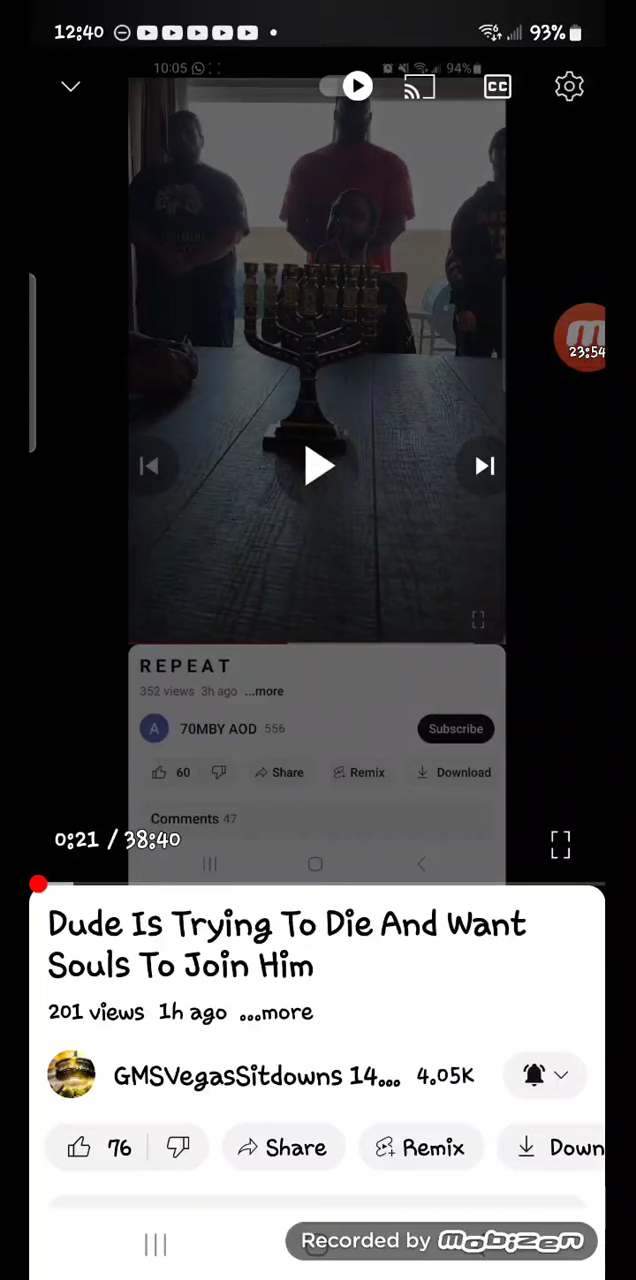 12:40
93%
10:05
94%
CC
23:54
REPEAT
352 views 3h ago ...more
A 70MBY AOD 556 Subscribe
60 Share Remix Download
Comments 47
0:21 / 38:40
Dude Is Trying To Die And Want
Souls To Join Him
201 views 1h ago ...more
GMSVegasSitdowns 14... 4.05K
76 Share Remix Down
Recorded by mobizen